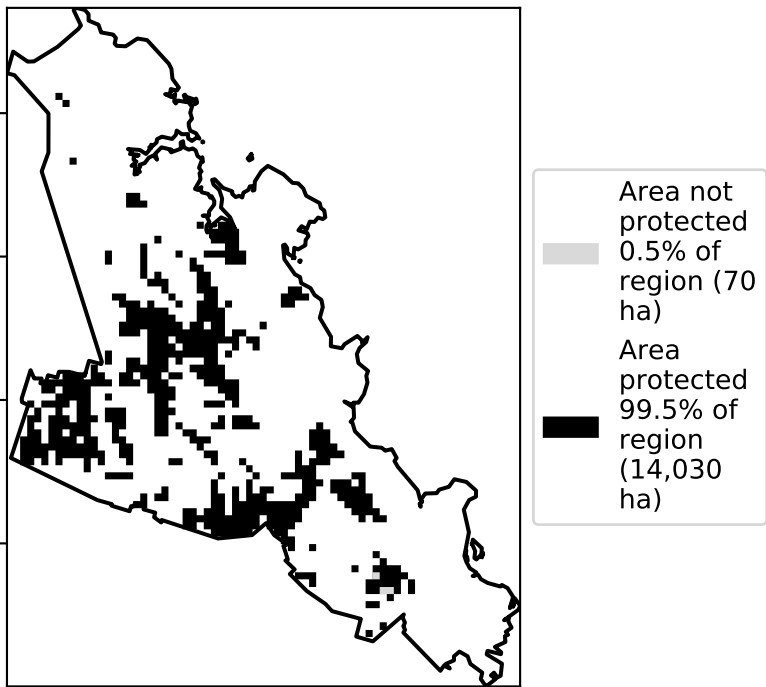 Area not
protected
0.5% of
region (70
ha)
Area
protected
99.5% of
region
(14,030
ha)